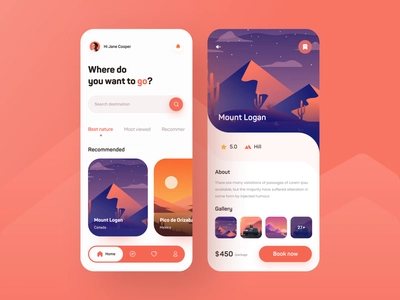 Hi Jane Cooper
Where do
you want to go?
Search destination
Best nature Most viewed Recommen
Recommended
Mount Logan
Canada
Pico de Orizaba
Mexico
Home
Mount Logan
5.0 Hill
About
There are many variations of passages of Lorem Ipsum
available, but the majority have suffered alteration in
some form by injected humour.
Gallery
27+
$450 /package
Book now